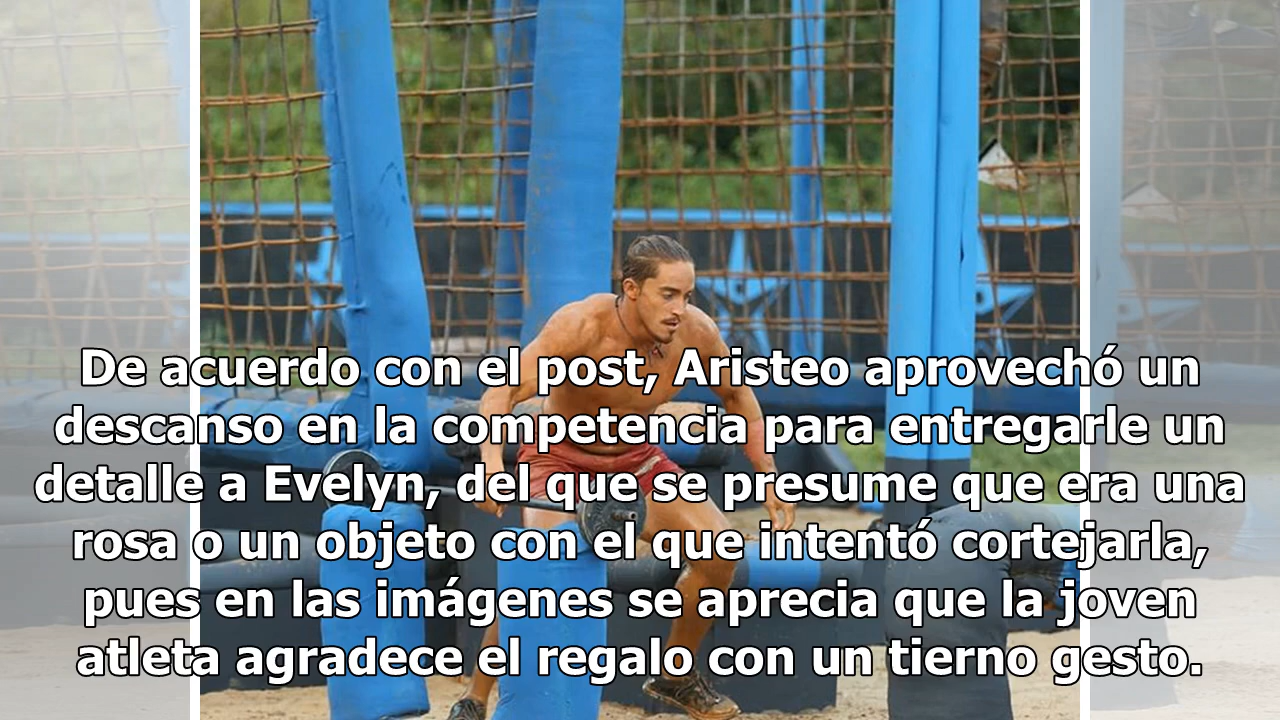 De acuerdo con el post, Aristeo aprovechó un
descanso en la competencia para entregarle un
detalle a Evelyn, del que se presume que era una
rosa o un objeto con el que intentó cortejarla,
pues en las imágenes se aprecia que la joven
atleta agradece el regalo con un tierno gesto.